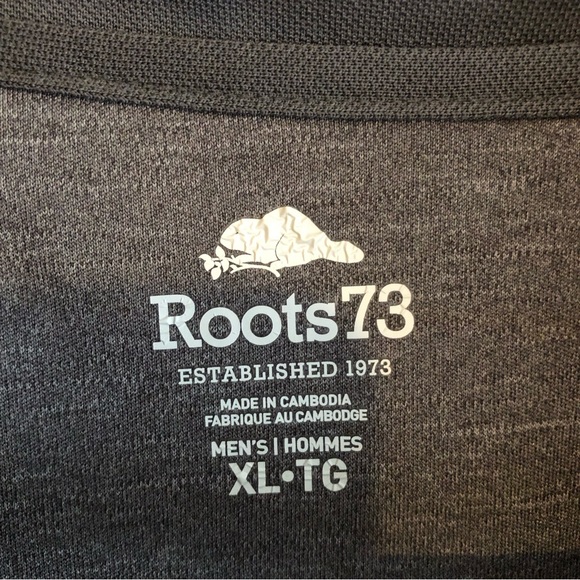 Roots73
ESTABLISHED 1973
MADE IN CAMBODIA
FABRIQUE AU CAMBODGE
MEN'S | HOMMES
XL•TG